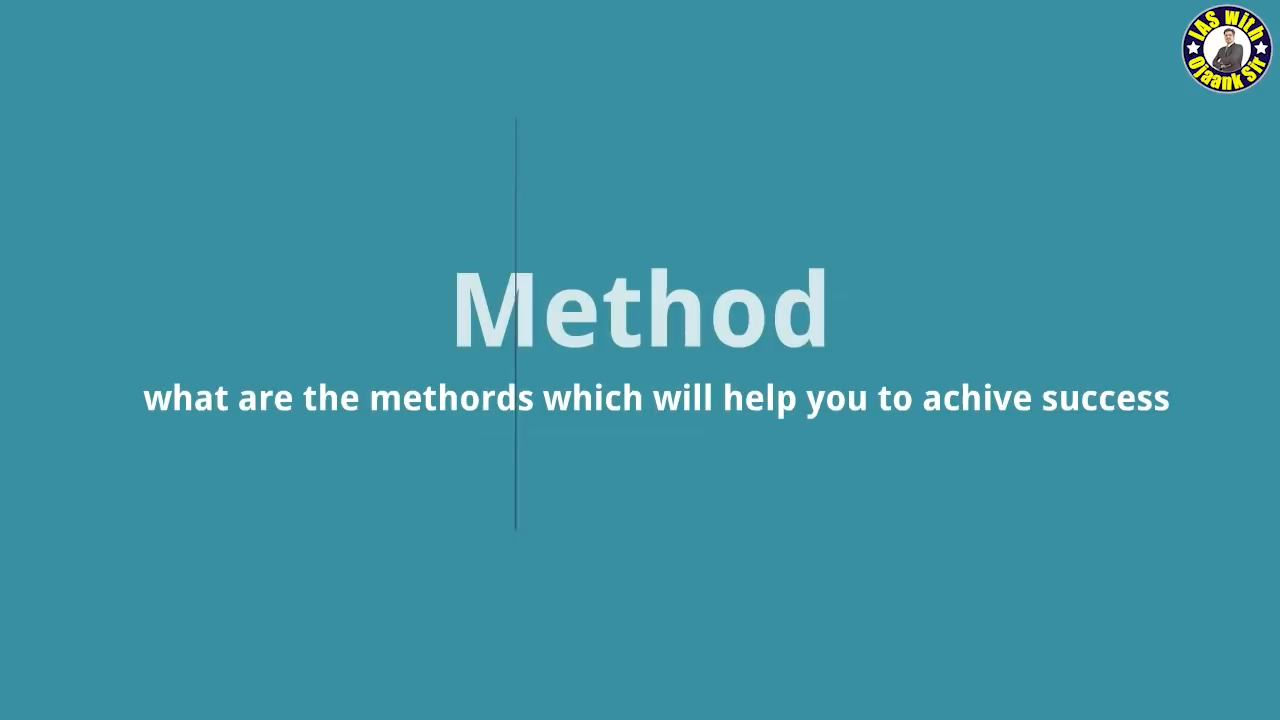 IAS with
Ojaank Sir
Method
what are the methords which will help you to achive success